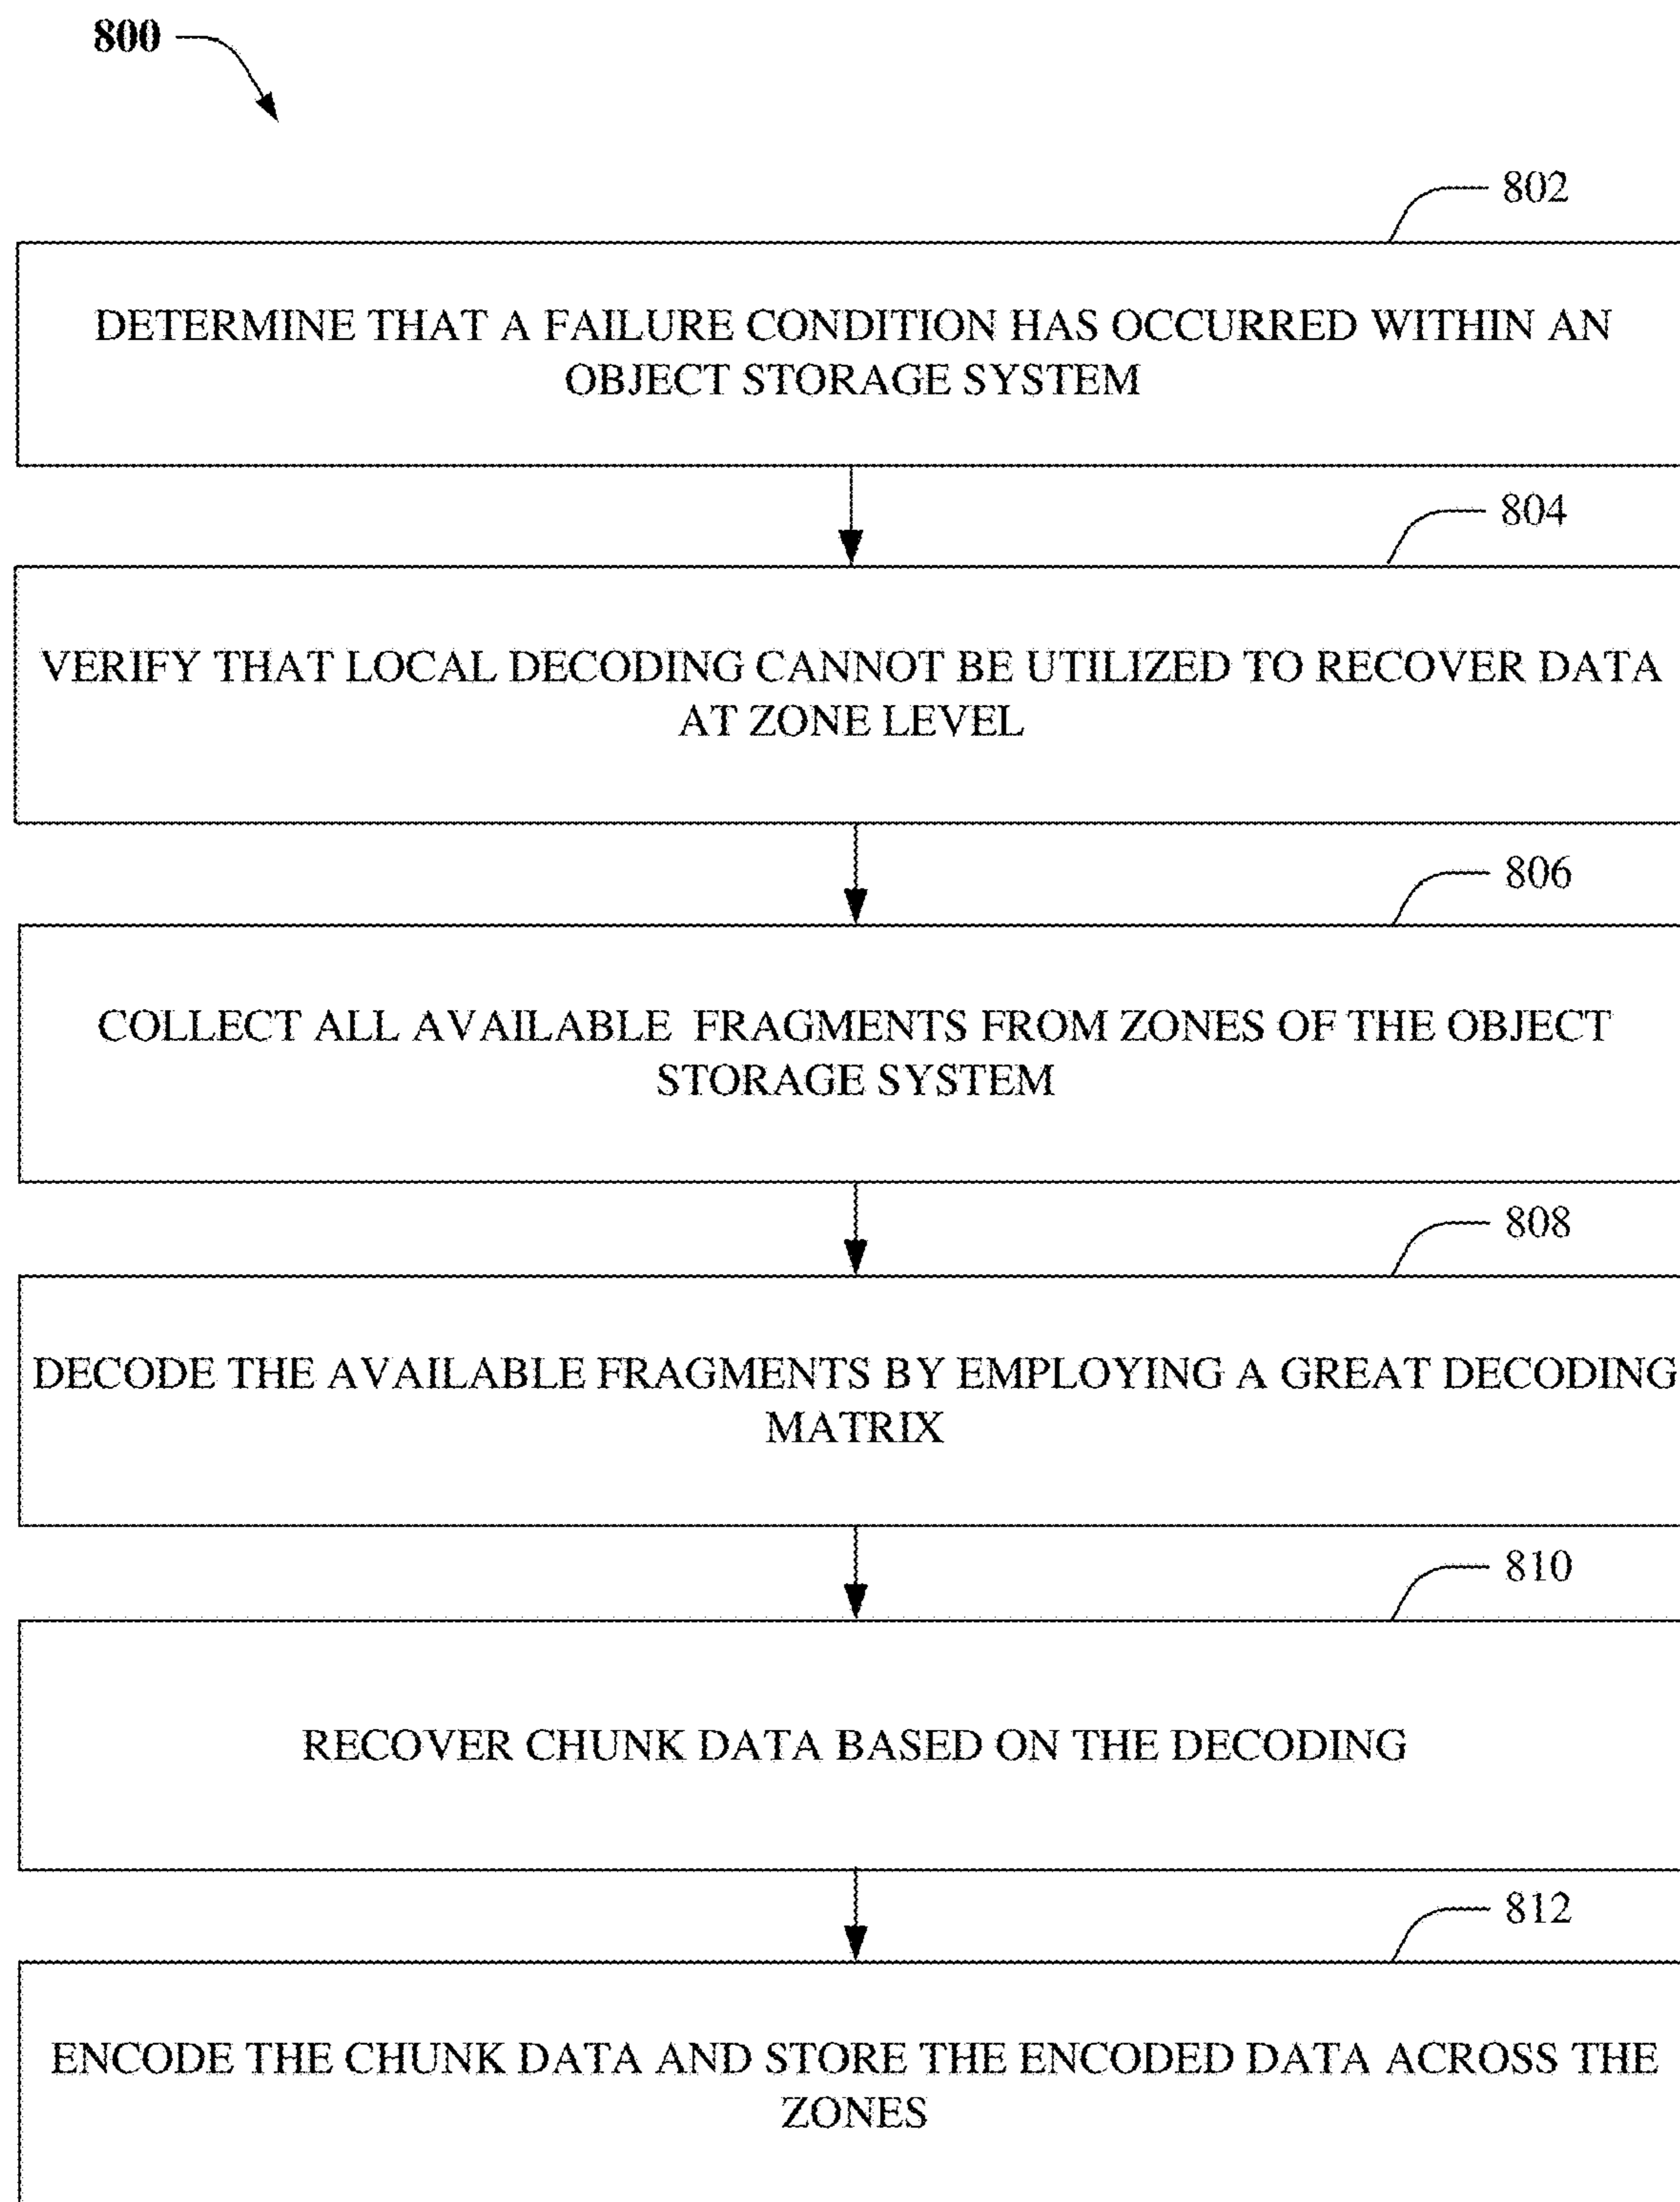 800
802
DETERMINE THAT A FAILURE CONDITION HAS OCCURRED WITHIN AN
OBJECT STORAGE SYSTEM
804
VERIFY THAT LOCAL DECODING CANNOT BE UTILIZED TO RECOVER DATA
AT ZONE LEVEL
806
COLLECT ALL AVAILABLE FRAGMENTS FROM ZONES OF THE OBJECT
STORAGE SYSTEM
808
DECODE THE AVAILABLE FRAGMENTS BY EMPLOYING A GREAT DECODING
MATRIX
810
RECOVER CHUNK DATA BASED ON THE DECODING
812
ENCODE THE CHUNK DATA AND STORE THE ENCODED DATA ACROSS THE
ZONES